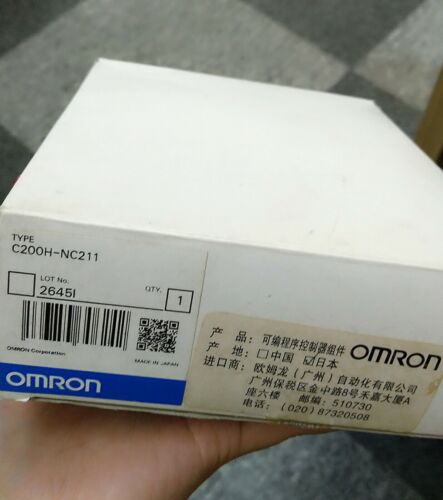 TYPE
C200H-NC211
LOT No.
2645I
QTY.
1
OMRON Corporation
MADE IN JAPAN
OMRON
产 品: 可编程序控制器组件
产 地: □中国 ☑日本
OMRON
进口商: 欧姆龙(广州)自动化有限公司
广州保税区金中路8号禾嘉大厦A
座六楼 邮编: 510730
电话: (020)87320508